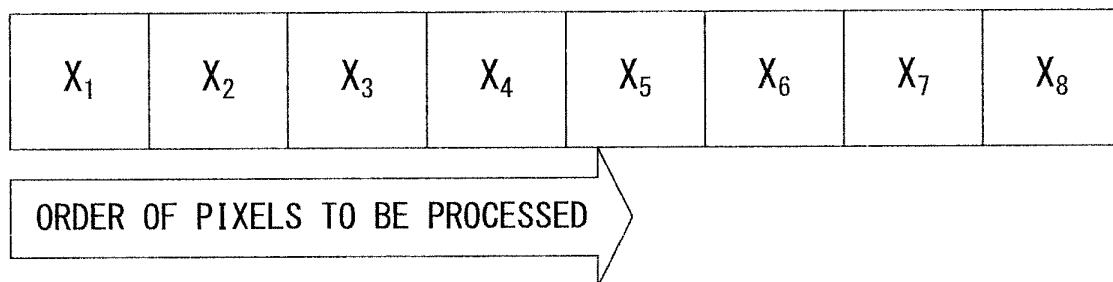 X₁ X₂ X₃ X₄ X₅ X₆ X₇ X₈
ORDER OF PIXELS TO BE PROCESSED